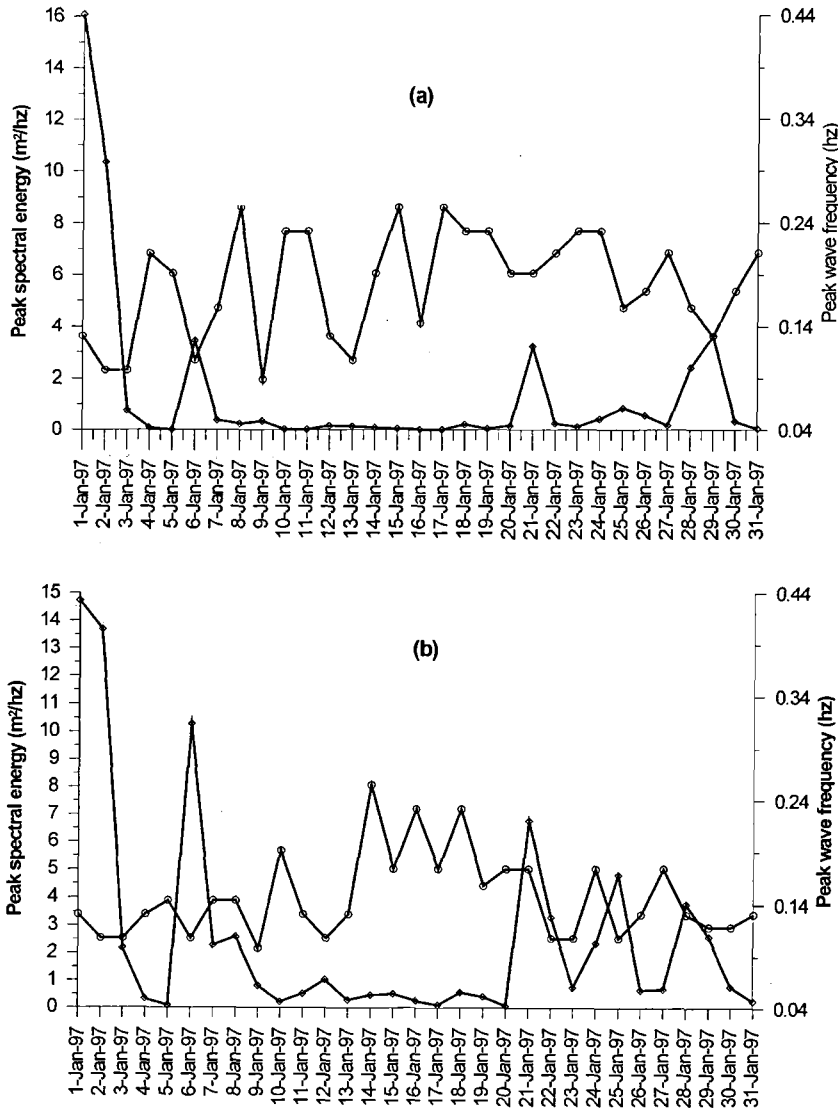 (a)
Peak spectral energy (m²/hz)
16
14
12
10
8
6
4
2
0
Peak wave frequency (hz)
0.44
0.34
0.24
0.14
0.04
1-Jan-97
2-Jan-97
3-Jan-97
4-Jan-97
5-Jan-97
6-Jan-97
7-Jan-97
8-Jan-97
9-Jan-97
10-Jan-97
11-Jan-97
12-Jan-97
13-Jan-97
14-Jan-97
15-Jan-97
16-Jan-97
17-Jan-97
18-Jan-97
19-Jan-97
20-Jan-97
21-Jan-97
22-Jan-97
23-Jan-97
24-Jan-97
25-Jan-97
26-Jan-97
27-Jan-97
28-Jan-97
29-Jan-97
30-Jan-97
31-Jan-97
(b)
Peak spectral energy (m²/hz)
15
14
13
12
11
10
9
8
7
6
5
4
3
2
1
0
Peak wave frequency (hz)
0.44
0.34
0.24
0.14
0.04
1-Jan-97
2-Jan-97
3-Jan-97
4-Jan-97
5-Jan-97
6-Jan-97
7-Jan-97
8-Jan-97
9-Jan-97
10-Jan-97
11-Jan-97
12-Jan-97
13-Jan-97
14-Jan-97
15-Jan-97
16-Jan-97
17-Jan-97
18-Jan-97
19-Jan-97
20-Jan-97
21-Jan-97
22-Jan-97
23-Jan-97
24-Jan-97
25-Jan-97
26-Jan-97
27-Jan-97
28-Jan-97
29-Jan-97
30-Jan-97
31-Jan-97